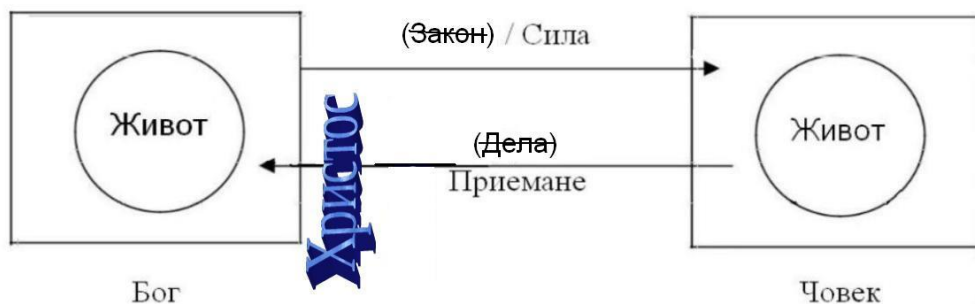 (Закон) / Сила
Живот
Христос
(Дела)
Приемане
Живот
Бог
Човек